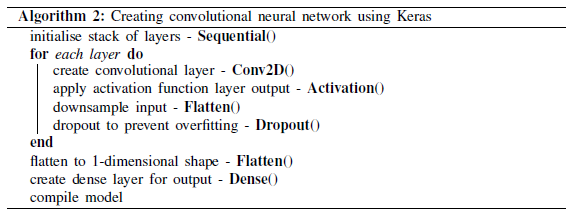 Algorithm 2: Creating convolutional neural network using Keras
initialise stack of layers - Sequential()
for each layer do
create convolutional layer - Conv2D()
apply activation function layer output - Activation()
downsample input - Flatten()
dropout to prevent overfitting - Dropout()
end
flatten to 1-dimensional shape - Flatten()
create dense layer for output - Dense()
compile model